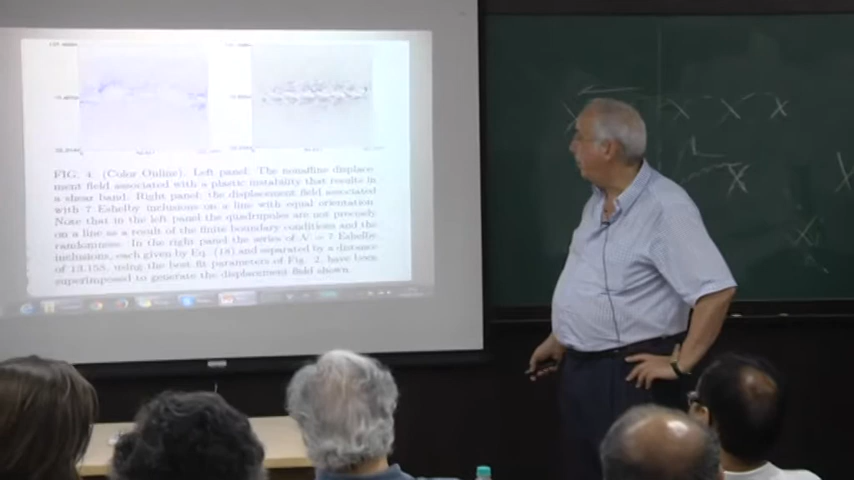 FIG. 4. (Color Online). Left panel: The nonaffine displace-
ment field associated with a plastic instability that results in
a shear band. Right panel: the displacement field associated
with 7 Eshelby inclusions on a line with equal orientation.
Note that in the left panel the quadrupoles are not precisely
on a line as a result of the finite boundary conditions and the
randomness. In the right panel the series of N = 7 Eshelby
inclusions, each given by Eq. (18) and separated by a distance
of 13.158, using the best fit parameters of Fig. 2, have been
superimposed to generate the displacement field shown.